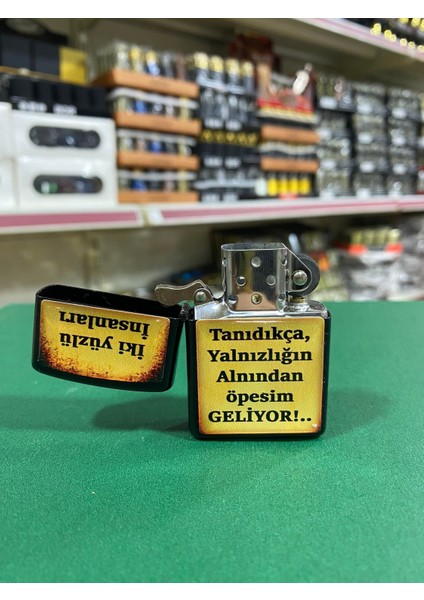 İki yüzlü
İnsanları
Tanıdıkça,
Yalnızlığın
Alnından
öpesim
GELİYOR!..